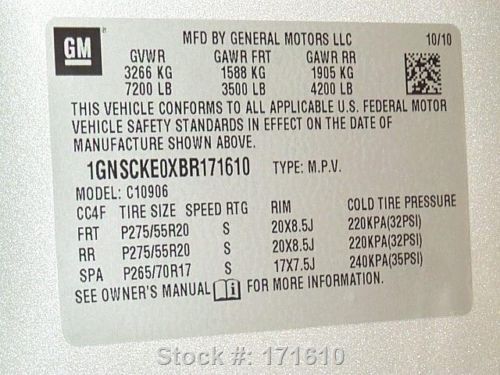 GM MFD BY GENERAL MOTORS LLC 10/10
GVWR GAWR FRT GAWR RR
3266 KG 1588 KG 1905 KG
7200 LB 3500 LB 4200 LB
THIS VEHICLE CONFORMS TO ALL APPLICABLE U.S. FEDERAL MOTOR
VEHICLE SAFETY STANDARDS IN EFFECT ON THE DATE OF
MANUFACTURE SHOWN ABOVE.
1GNSCKE0XBR171610 TYPE: M.P.V.
MODEL: C10906
CC4F TIRE SIZE SPEED RTG RIM COLD TIRE PRESSURE
FRT P275/55R20 S 20X8.5J 220KPA(32PSI)
RR P275/55R20 S 20X8.5J 220KPA(32PSI)
SPA P265/70R17 S 17X7.5J 240KPA(35PSI)
SEE OWNER'S MANUAL i FOR MORE INFORMATION.
Stock #: 171610